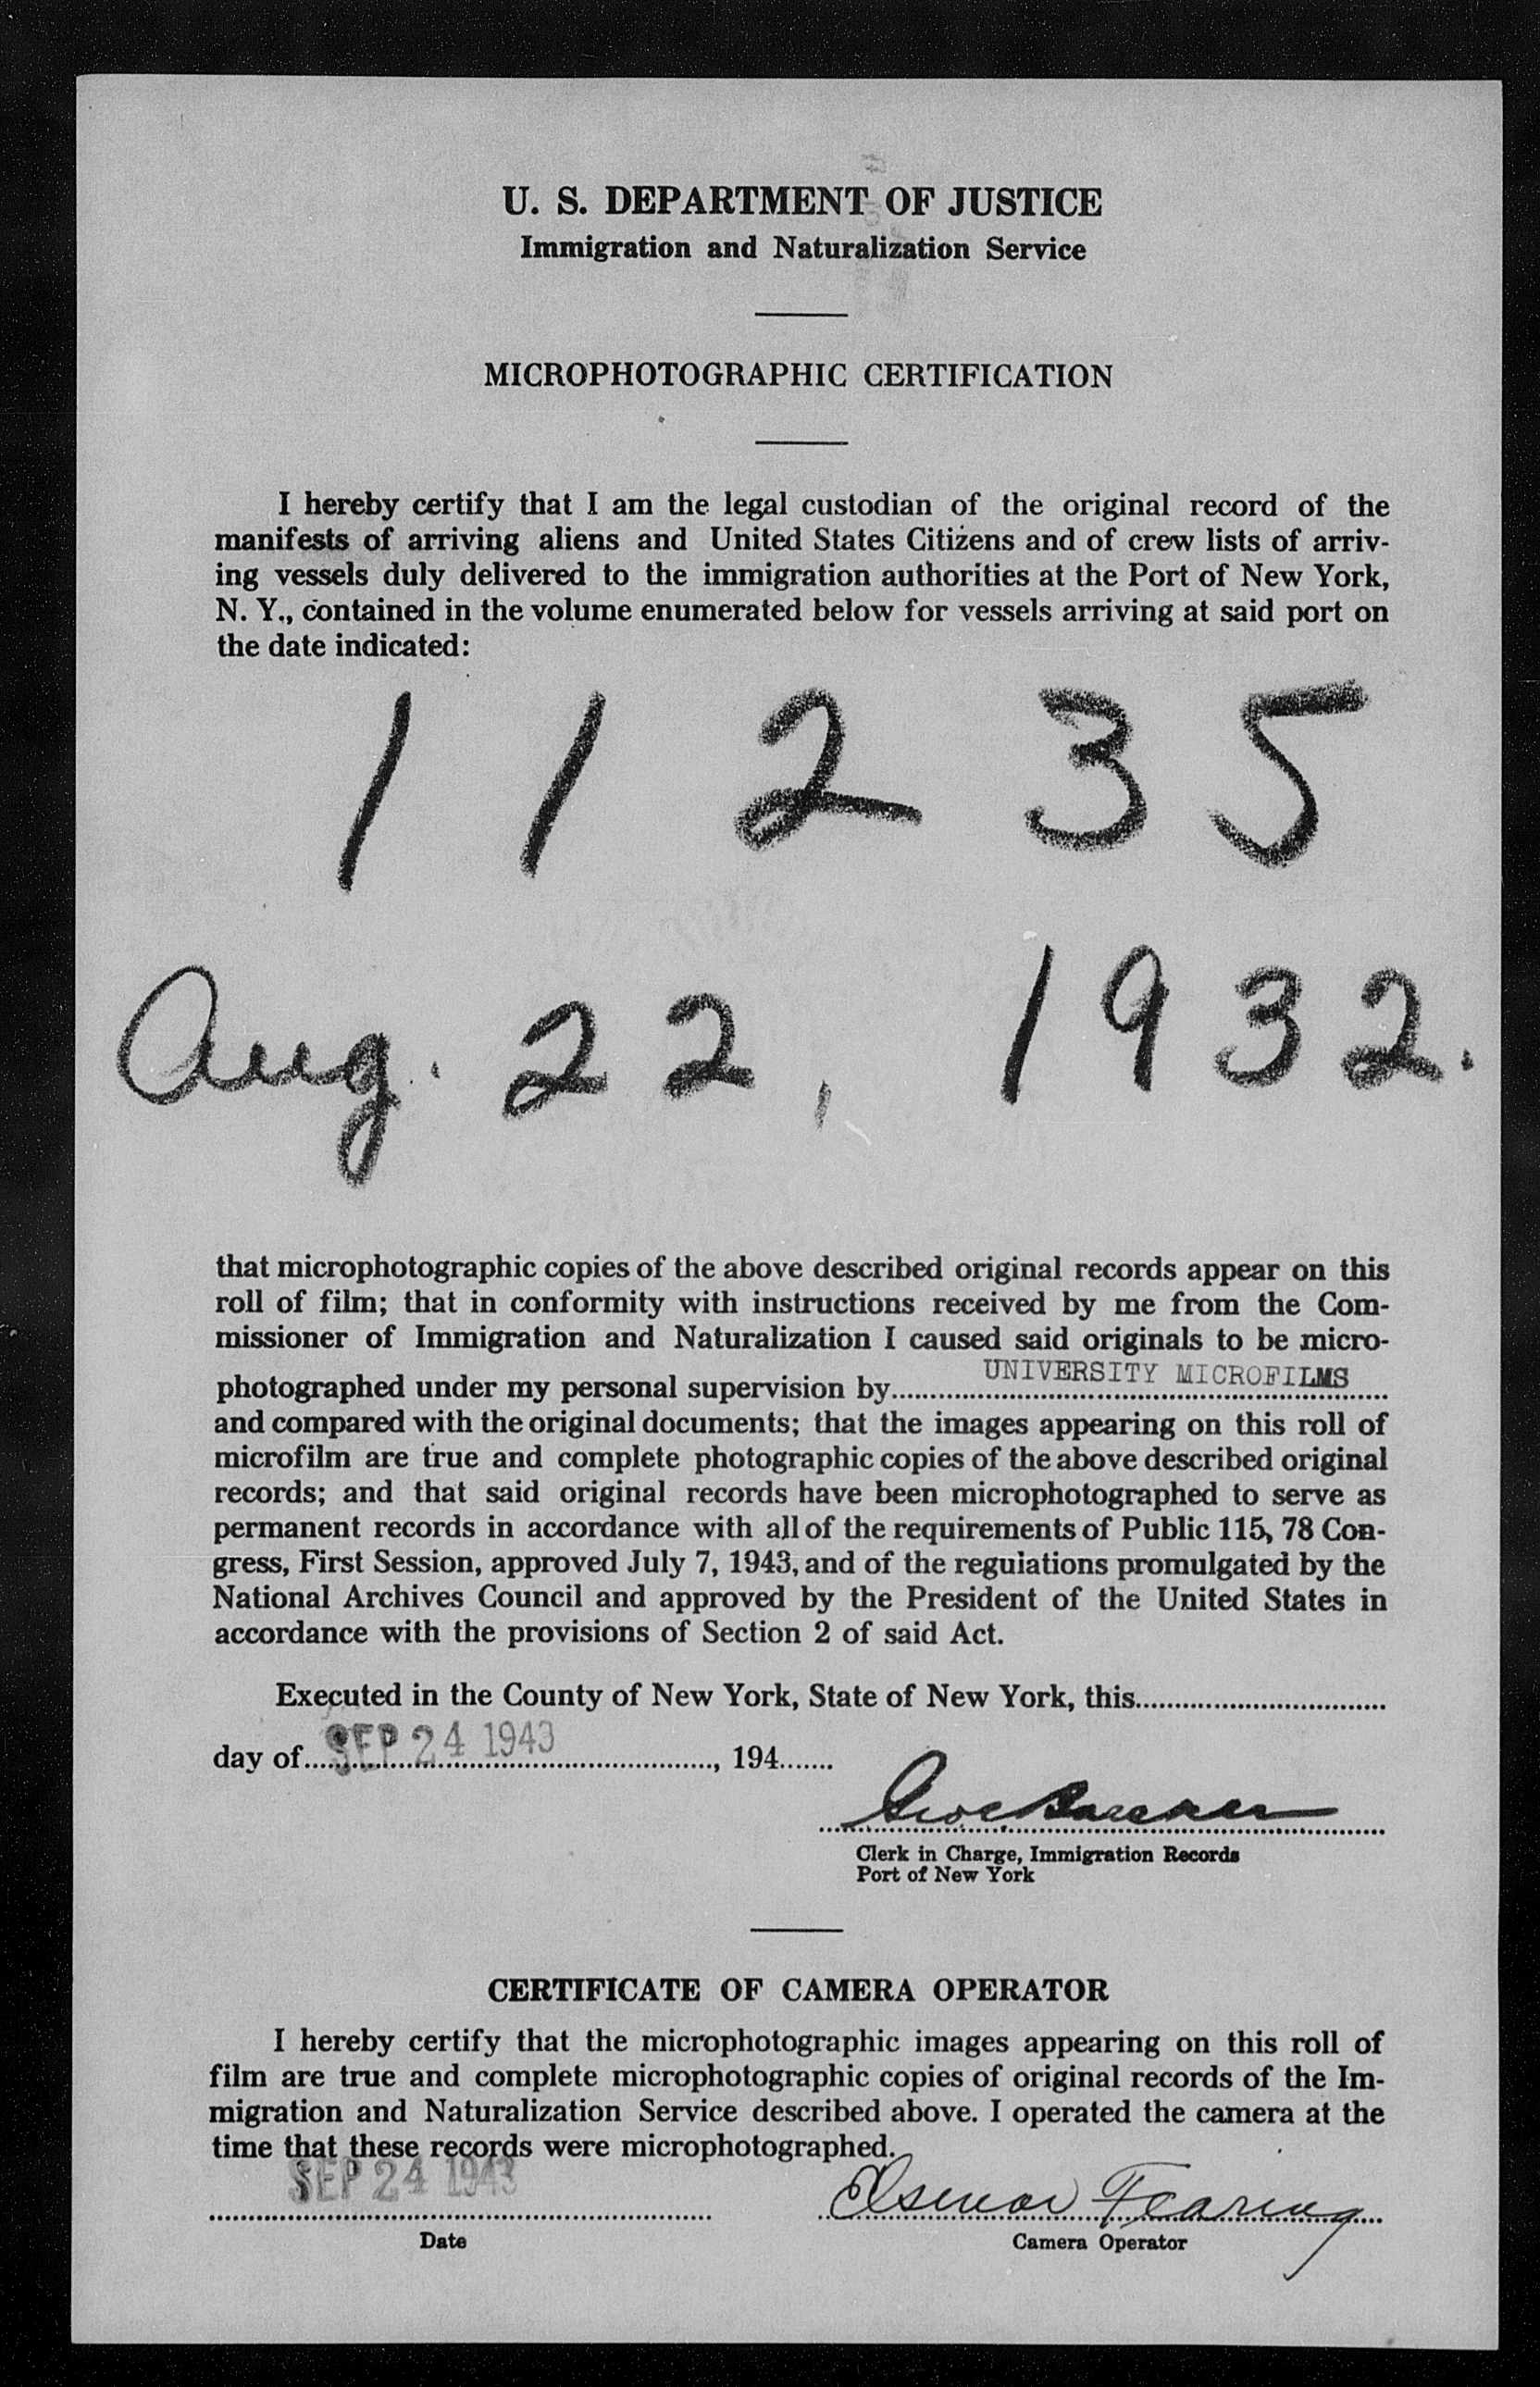 U. S. DEPARTMENT OF JUSTICE
Immigration and Naturalization Service
MICROPHOTOGRAPHIC CERTIFICATION
I hereby certify that I am the legal custodian of the original record of the
manifests of arriving aliens and United States Citizens and of crew lists of arriv-
ing vessels duly delivered to the immigration authorities at the Port of New York,
N. Y., contained in the volume enumerated below for vessels arriving at said port on
the date indicated:
1 1 2 3 5
Aug. 22, 1932.
that microphotographic copies of the above described original records appear on this
roll of film; that in conformity with instructions received by me from the Com-
missioner of Immigration and Naturalization I caused said originals to be micro-
photographed under my personal supervision by UNIVERSITY MICROFILMS
and compared with the original documents; that the images appearing on this roll of
microfilm are true and complete photographic copies of the above described original
records; and that said original records have been microphotographed to serve as
permanent records in accordance with all of the requirements of Public 115, 78 Con-
gress, First Session, approved July 7, 1943, and of the regulations promulgated by the
National Archives Council and approved by the President of the United States in
accordance with the provisions of Section 2 of said Act.
Executed in the County of New York, State of New York, this
day of SEP 24 1943, 194
Clerk in Charge, Immigration Records
Port of New York
CERTIFICATE OF CAMERA OPERATOR
I hereby certify that the microphotographic images appearing on this roll of
film are true and complete microphotographic copies of original records of the Im-
migration and Naturalization Service described above. I operated the camera at the
time that these records were microphotographed.
SEP 24 1943 Fearing
Date Camera Operator